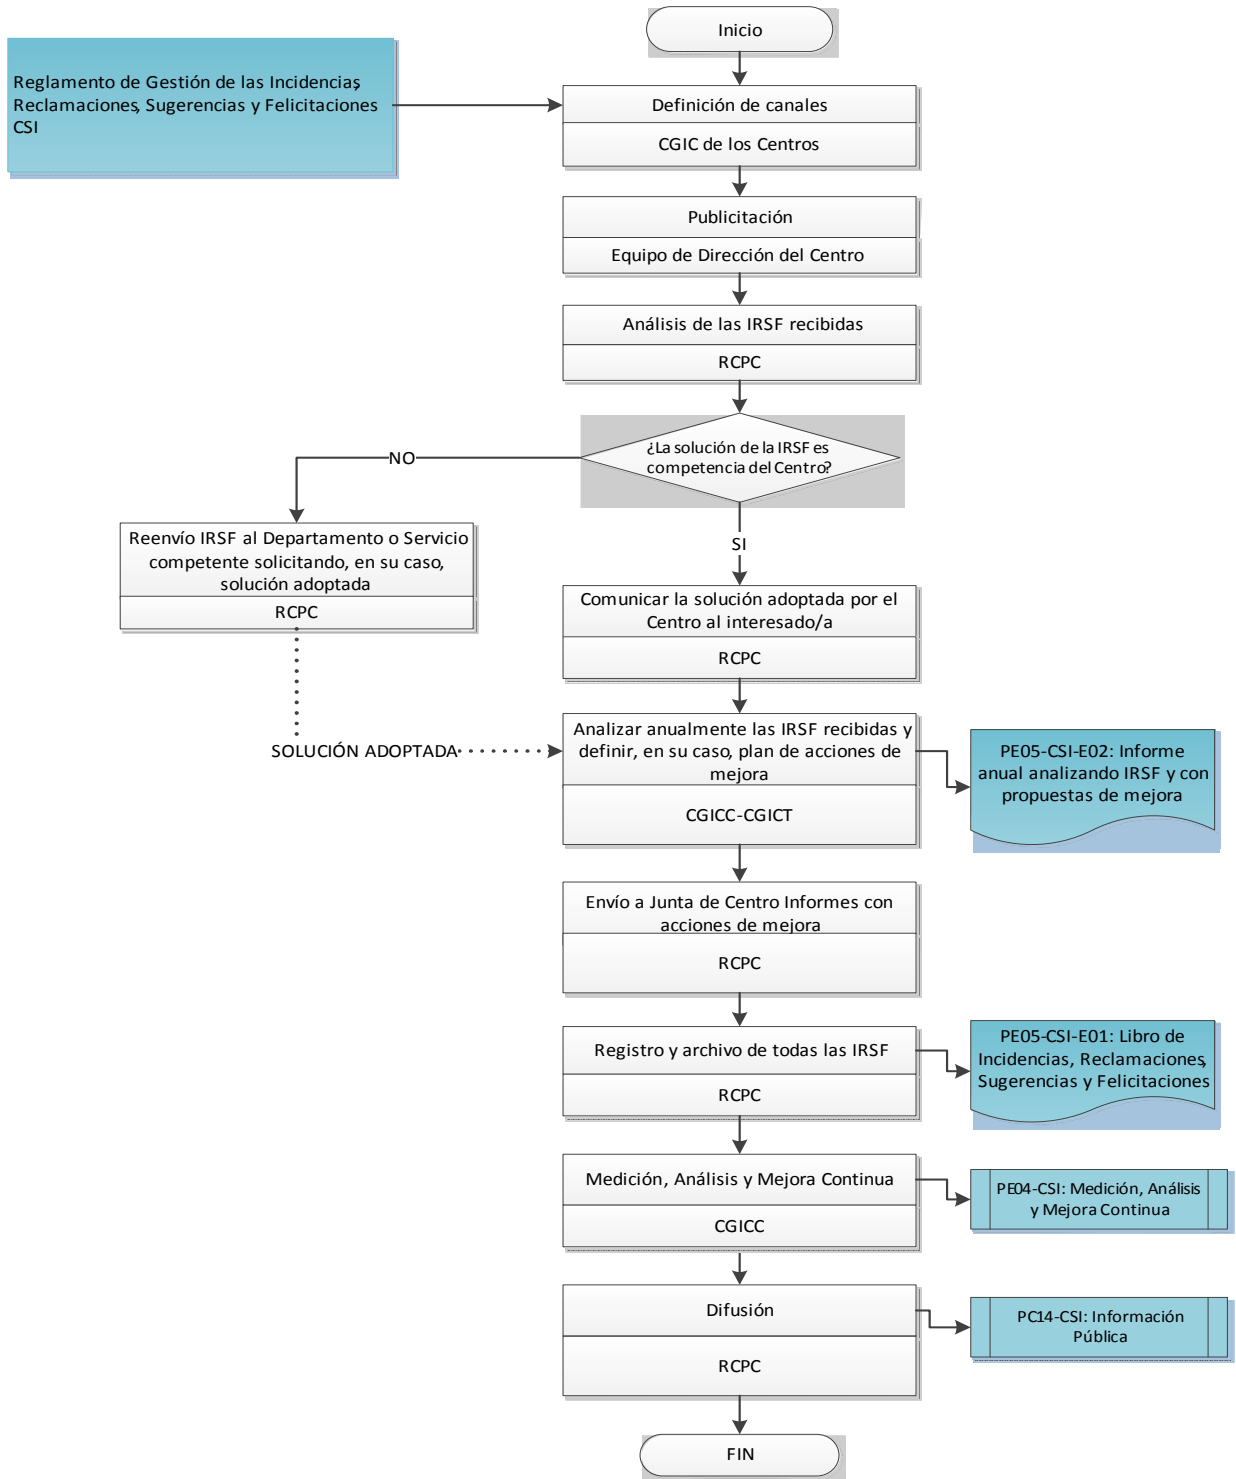 Inicio
Reglamento de Gestión de las Incidencias,
Reclamaciones, Sugerencias y Felicitaciones
CSI
Definición de canales
CGIC de los Centros
Publicitación
Equipo de Dirección del Centro
Análisis de las IRSF recibidas
RCPC
¿La solución de la IRSF es
competencia del Centro?
NO
Reenvío IRSF al Departamento o Servicio
competente solicitando, en su caso,
solución adoptada
RCPC
SI
Comunicar la solución adoptada por el
Centro al interesado/a
RCPC
SOLUCIÓN ADOPTADA
Analizar anualmente las IRSF recibidas y
definir, en su caso, plan de acciones de
mejora
CGICC-CGICT
PE05-CSI-E02: Informe
anual analizando IRSF y con
propuestas de mejora
Envío a Junta de Centro Informes con
acciones de mejora
RCPC
Registro y archivo de todas las IRSF
RCPC
PE05-CSI-E01: Libro de
Incidencias, Reclamaciones,
Sugerencias y Felicitaciones
Medición, Análisis y Mejora Continua
CGICC
PE04-CSI: Medición, Análisis
y Mejora Continua
Difusión
RCPC
PC14-CSI: Información
Pública
FIN